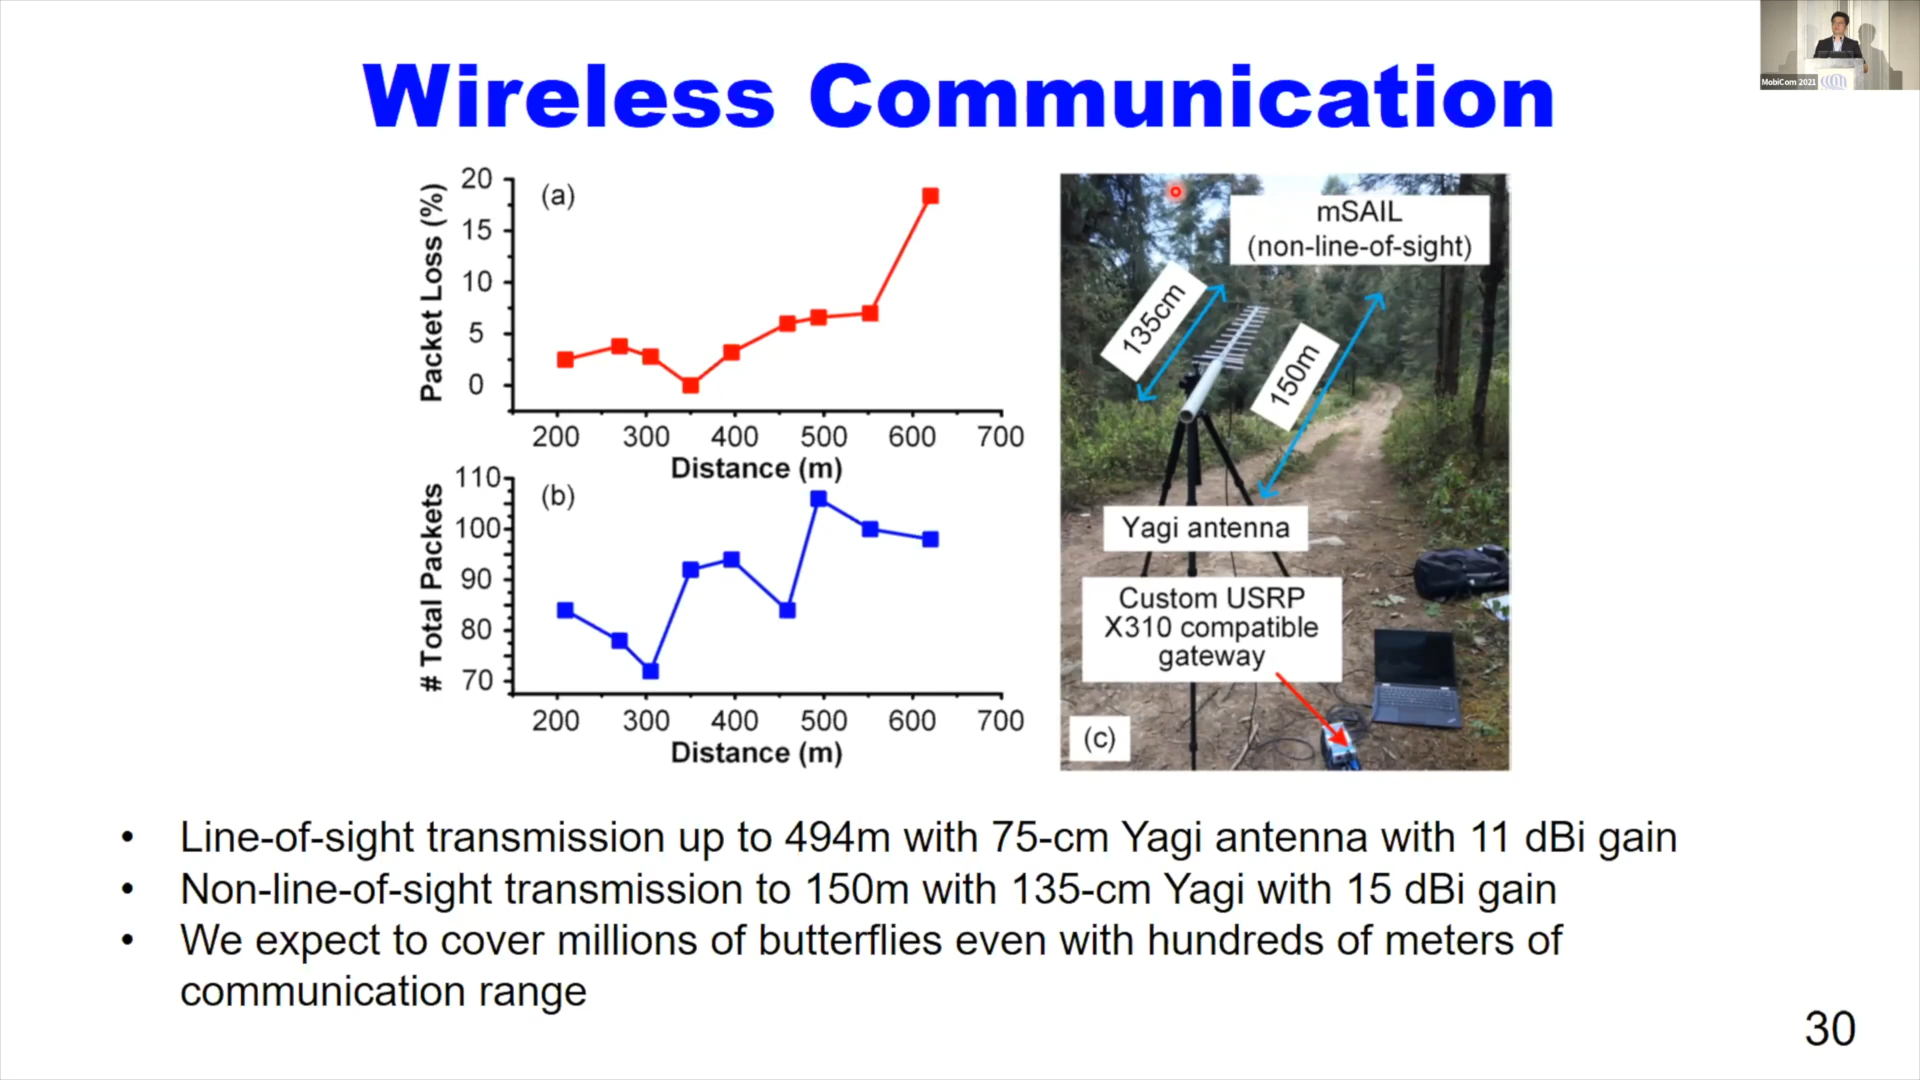 MobiCom 2021
Wireless Communication
(a)
Packet Loss (%)
20
15
10
5
0
200 300 400 500 600 700
Distance (m)
(b)
# Total Packets
110
100
90
80
70
200 300 400 500 600 700
Distance (m)
mSAIL
(non-line-of-sight)
135cm
150m
Yagi antenna
Custom USRP
X310 compatible
gateway
(c)
• Line-of-sight transmission up to 494m with 75-cm Yagi antenna with 11 dBi gain
• Non-line-of-sight transmission to 150m with 135-cm Yagi with 15 dBi gain
• We expect to cover millions of butterflies even with hundreds of meters of
communication range
30